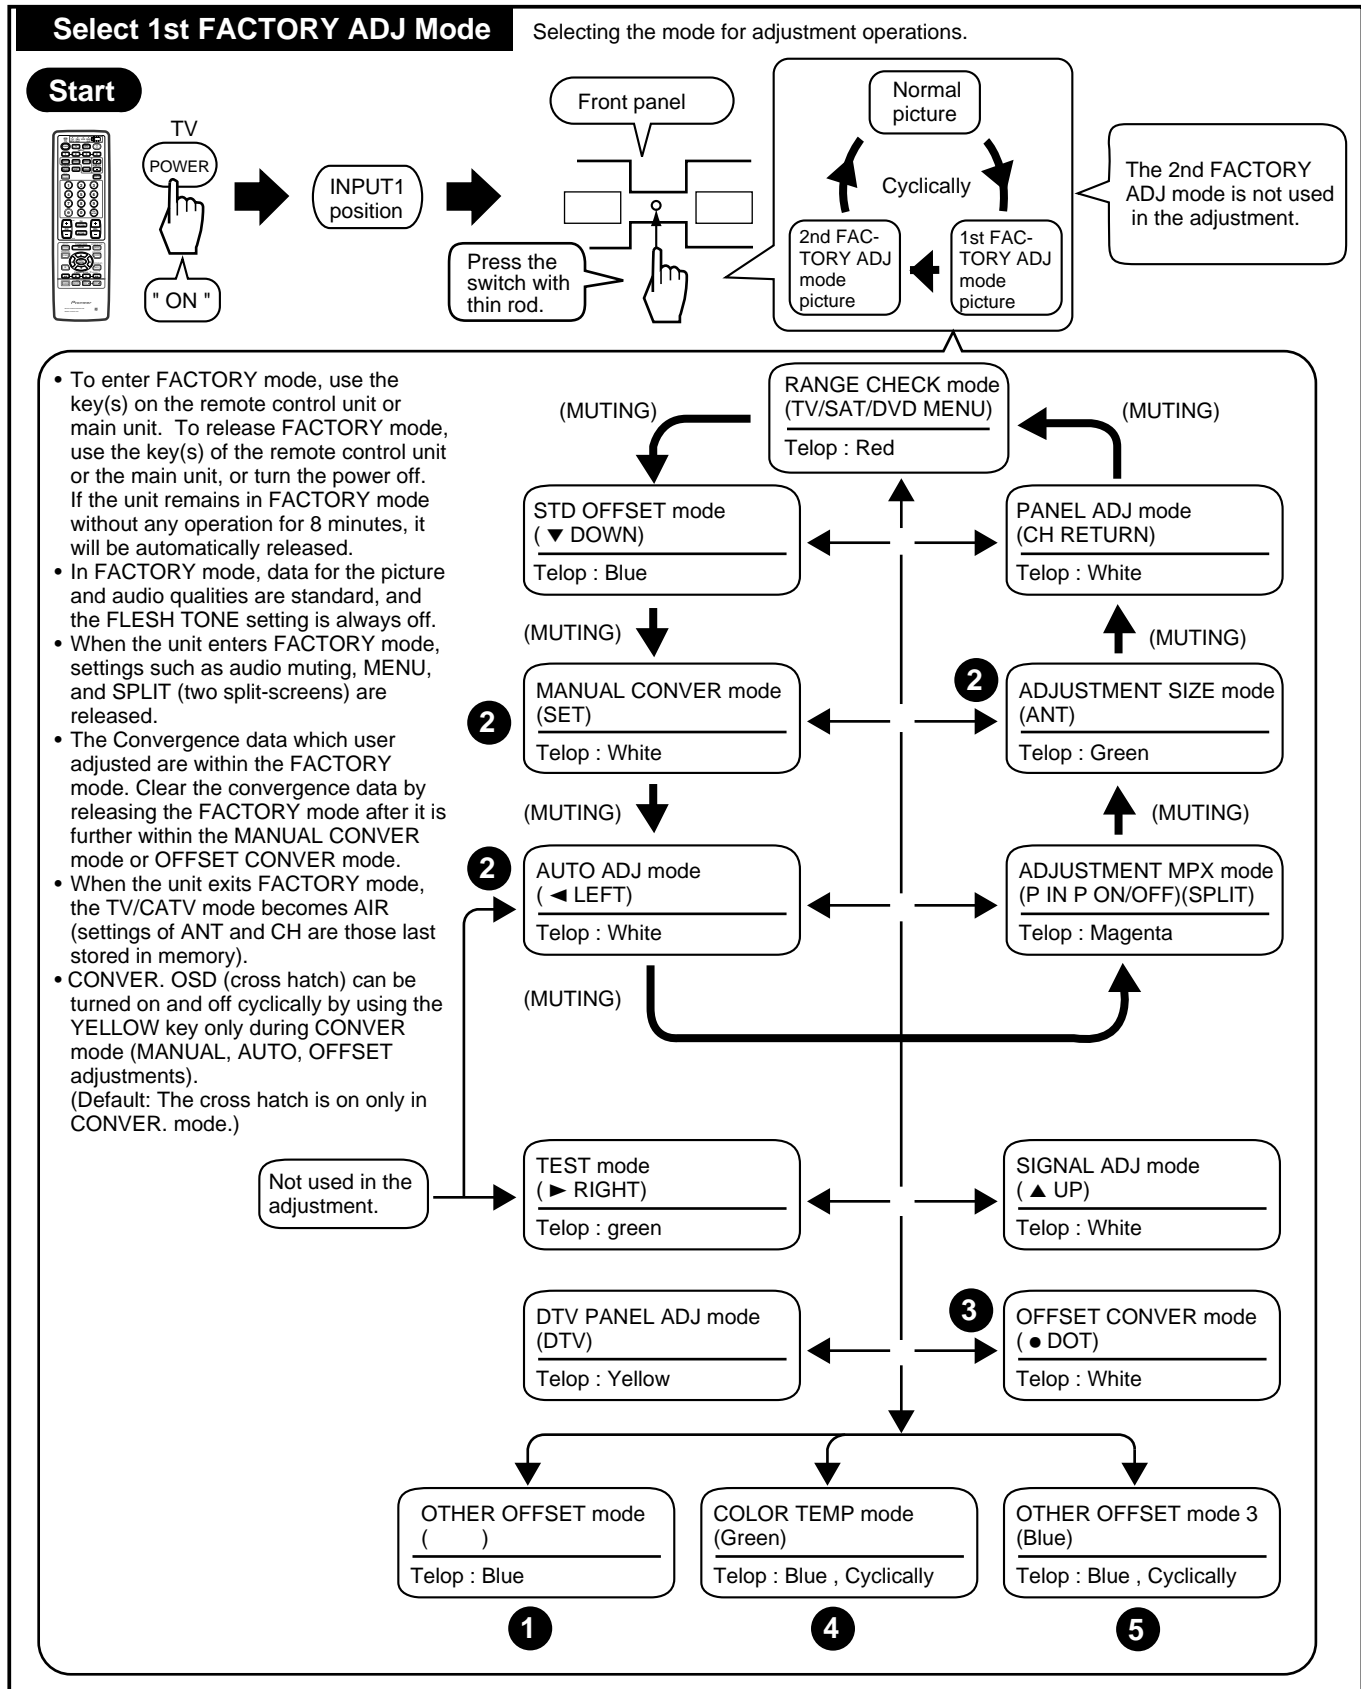 Select 1st FACTORY ADJ Mode
Selecting the mode for adjustment operations.
Start
TV
POWER
" ON "
INPUT1
position
Front panel
Press the
switch with
thin rod.
Normal
picture
Cyclically
2nd FAC-
TORY ADJ
mode
picture
1st FAC-
TORY ADJ
mode
picture
The 2nd FACTORY
ADJ mode is not used
in the adjustment.
• To enter FACTORY mode, use the
key(s) on the remote control unit or
main unit. To release FACTORY mode,
use the key(s) of the remote control unit
or the main unit, or turn the power off.
If the unit remains in FACTORY mode
without any operation for 8 minutes, it
will be automatically released.
• In FACTORY mode, data for the picture
and audio qualities are standard, and
the FLESH TONE setting is always off.
• When the unit enters FACTORY mode,
settings such as audio muting, MENU,
and SPLIT (two split-screens) are
released.
• The Convergence data which user
adjusted are within the FACTORY
mode. Clear the convergence data by
releasing the FACTORY mode after it is
further within the MANUAL CONVER
mode or OFFSET CONVER mode.
• When the unit exits FACTORY mode,
the TV/CATV mode becomes AIR
(settings of ANT and CH are those last
stored in memory).
• CONVER. OSD (cross hatch) can be
turned on and off cyclically by using the
YELLOW key only during CONVER
mode (MANUAL, AUTO, OFFSET
adjustments).
(Default: The cross hatch is on only in
CONVER. mode.)
Not used in the
adjustment.
RANGE CHECK mode
(TV/SAT/DVD MENU)
Telop : Red
(MUTING)
(MUTING)
STD OFFSET mode
( ▼ DOWN)
Telop : Blue
PANEL ADJ mode
(CH RETURN)
Telop : White
(MUTING)
(MUTING)
2
MANUAL CONVER mode
(SET)
Telop : White
2
ADJUSTMENT SIZE mode
(ANT)
Telop : Green
(MUTING)
(MUTING)
2
AUTO ADJ mode
( ◄ LEFT)
Telop : White
ADJUSTMENT MPX mode
(P IN P ON/OFF)(SPLIT)
Telop : Magenta
(MUTING)
TEST mode
( ► RIGHT)
Telop : green
SIGNAL ADJ mode
( ▲ UP)
Telop : White
DTV PANEL ADJ mode
(DTV)
Telop : Yellow
3
OFFSET CONVER mode
( ● DOT)
Telop : White
OTHER OFFSET mode
( )
Telop : Blue
1
COLOR TEMP mode
(Green)
Telop : Blue , Cyclically
4
OTHER OFFSET mode 3
(Blue)
Telop : Blue , Cyclically
5